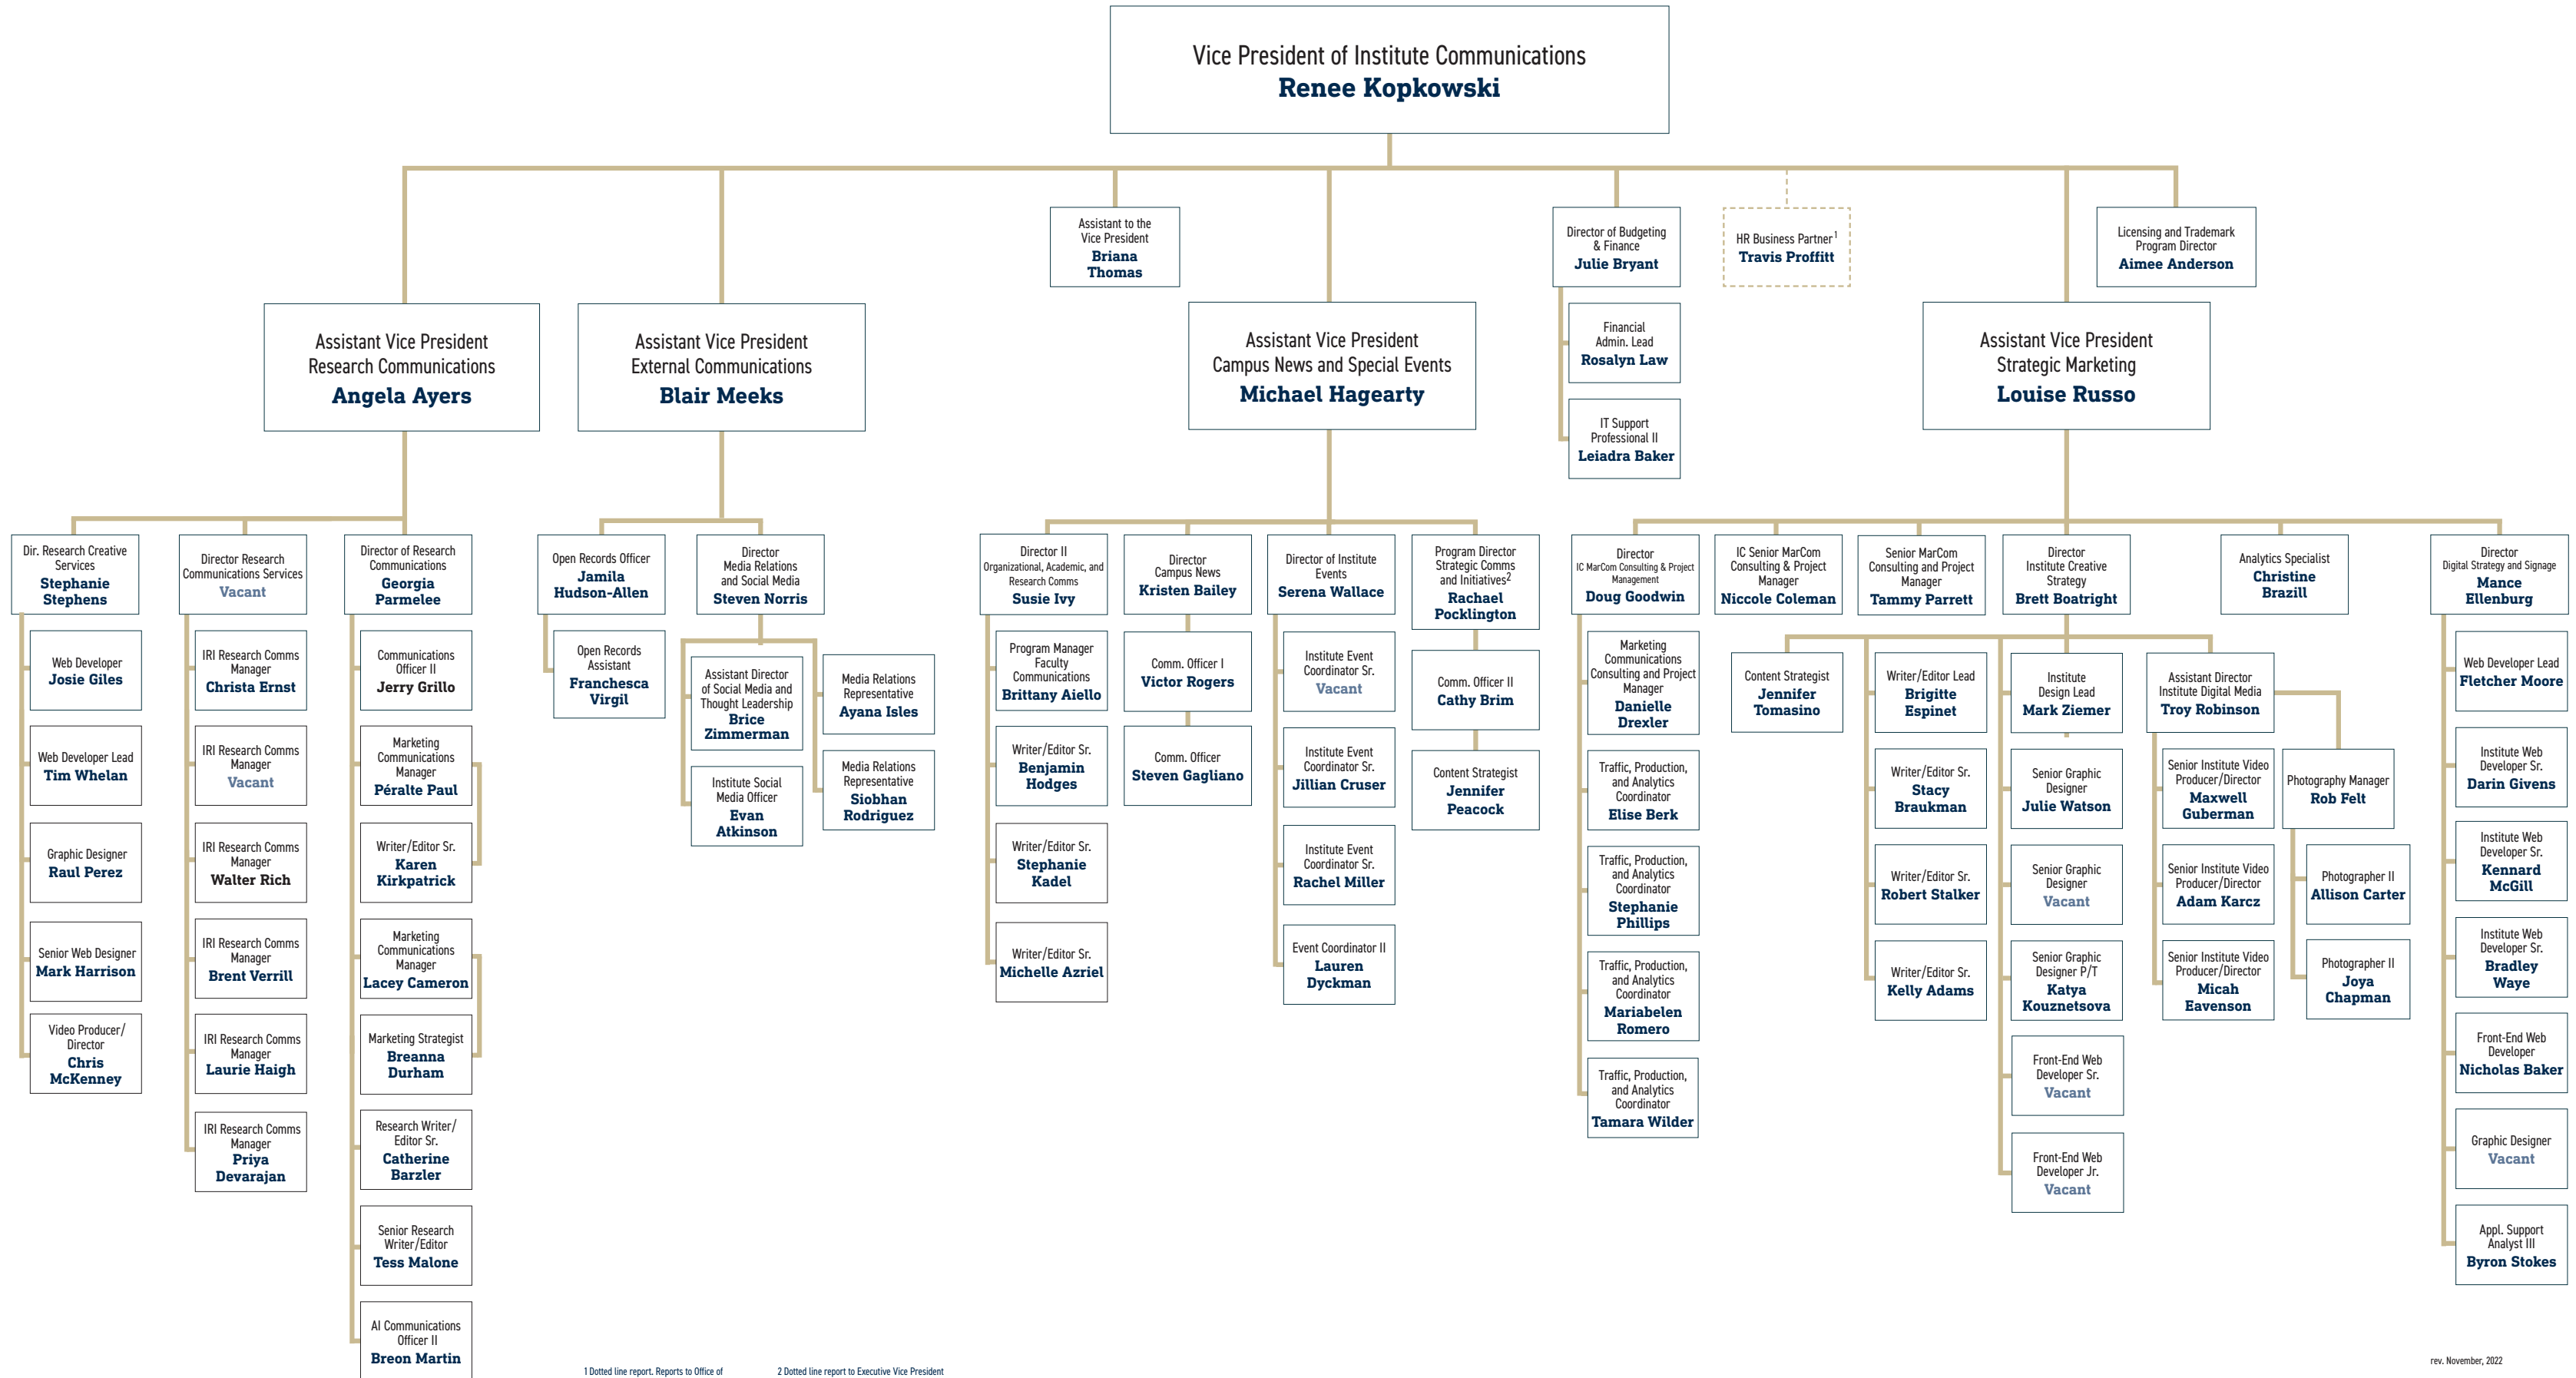 Vice President of Institute Communications
Renee Kopkowski
Assistant to the
Vice President
Briana
Thomas
Director of Budgeting
& Finance
Julie Bryant
HR Business Partner1
Travis Proffitt
Licensing and Trademark
Program Director
Aimee Anderson
Financial
Admin. Lead
Rosalyn Law
IT Support
Professional II
Leiadra Baker
Assistant Vice President
Research Communications
Angela Ayers
Assistant Vice President
External Communications
Blair Meeks
Assistant Vice President
Campus News and Special Events
Michael Hagearty
Assistant Vice President
Strategic Marketing
Louise Russo
Dir. Research Creative
Services
Stephanie
Stephens
Web Developer
Josie Giles
Web Developer Lead
Tim Whelan
Graphic Designer
Raul Perez
Senior Web Designer
Mark Harrison
Video Producer/
Director
Chris
McKenney
Director Research
Communications Services
Vacant
IRI Research Comms
Manager
Christa Ernst
IRI Research Comms
Manager
Vacant
IRI Research Comms
Manager
Walter Rich
IRI Research Comms
Manager
Brent Verrill
IRI Research Comms
Manager
Laurie Haigh
IRI Research Comms
Manager
Priya
Devarajan
Director of Research
Communications
Georgia
Parmelee
Communications
Officer II
Jerry Grillo
Marketing
Communications
Manager
Péralte Paul
Writer/Editor Sr.
Karen
Kirkpatrick
Marketing
Communications
Manager
Lacey Cameron
Marketing Strategist
Breanna
Durham
Research Writer/
Editor Sr.
Catherine
Barzler
Senior Research
Writer/Editor
Tess Malone
AI Communications
Officer II
Breon Martin
Open Records Officer
Jamila
Hudson-Allen
Open Records
Assistant
Franchesca
Virgil
Director
Media Relations
and Social Media
Steven Norris
Assistant Director
of Social Media and
Thought Leadership
Brice
Zimmerman
Institute Social
Media Officer
Evan
Atkinson
Media Relations
Representative
Ayana Isles
Media Relations
Representative
Siobhan
Rodriguez
Director II
Organizational, Academic, and
Research Comms
Susie Ivy
Program Manager
Faculty
Communications
Brittany Aiello
Writer/Editor Sr.
Benjamin
Hodges
Writer/Editor Sr.
Stephanie
Kadel
Writer/Editor Sr.
Michelle Azriel
Director
Campus News
Kristen Bailey
Comm. Officer I
Victor Rogers
Comm. Officer
Steven Gagliano
Director of Institute
Events
Serena Wallace
Institute Event
Coordinator Sr.
Vacant
Institute Event
Coordinator Sr.
Jillian Cruser
Institute Event
Coordinator Sr.
Rachel Miller
Event Coordinator II
Lauren
Dyckman
Program Director
Strategic Comms
and Initiatives2
Rachael
Pocklington
Comm. Officer II
Cathy Brim
Content Strategist
Jennifer
Peacock
Director
IC MarCom Consulting & Project
Management
Doug Goodwin
Marketing
Communications
Consulting and Project
Manager
Danielle
Drexler
Traffic, Production,
and Analytics
Coordinator
Elise Berk
Traffic, Production,
and Analytics
Coordinator
Stephanie
Phillips
Traffic, Production,
and Analytics
Coordinator
Mariabelen
Romero
Traffic, Production,
and Analytics
Coordinator
Tamara Wilder
IC Senior MarCom
Consulting & Project
Manager
Niccole Coleman
Senior MarCom
Consulting and Project
Manager
Tammy Parrett
Director
Institute Creative
Strategy
Brett Boatright
Content Strategist
Jennifer
Tomasino
Writer/Editor Lead
Brigitte
Espinet
Writer/Editor Sr.
Stacy
Braukman
Writer/Editor Sr.
Robert Stalker
Writer/Editor Sr.
Kelly Adams
Institute
Design Lead
Mark Ziemer
Senior Graphic
Designer
Julie Watson
Senior Graphic
Designer
Vacant
Senior Graphic
Designer P/T
Katya
Kouznetsova
Front-End Web
Developer Sr.
Vacant
Front-End Web
Developer Jr.
Vacant
Assistant Director
Institute Digital Media
Troy Robinson
Senior Institute Video
Producer/Director
Maxwell
Guberman
Senior Institute Video
Producer/Director
Adam Karcz
Senior Institute Video
Producer/Director
Micah
Eavenson
Photography Manager
Rob Felt
Photographer II
Allison Carter
Photographer II
Joya
Chapman
Analytics Specialist
Christine
Brazill
Director
Digital Strategy and Signage
Mance
Ellenburg
Web Developer Lead
Fletcher Moore
Institute Web
Developer Sr.
Darin Givens
Institute Web
Developer Sr.
Kennard
McGill
Institute Web
Developer Sr.
Bradley
Waye
Front-End Web
Developer
Nicholas Baker
Graphic Designer
Vacant
Appl. Support
Analyst III
Byron Stokes
1 Dotted line report. Reports to Office of
2 Dotted line report to Executive Vice President
rev. November, 2022